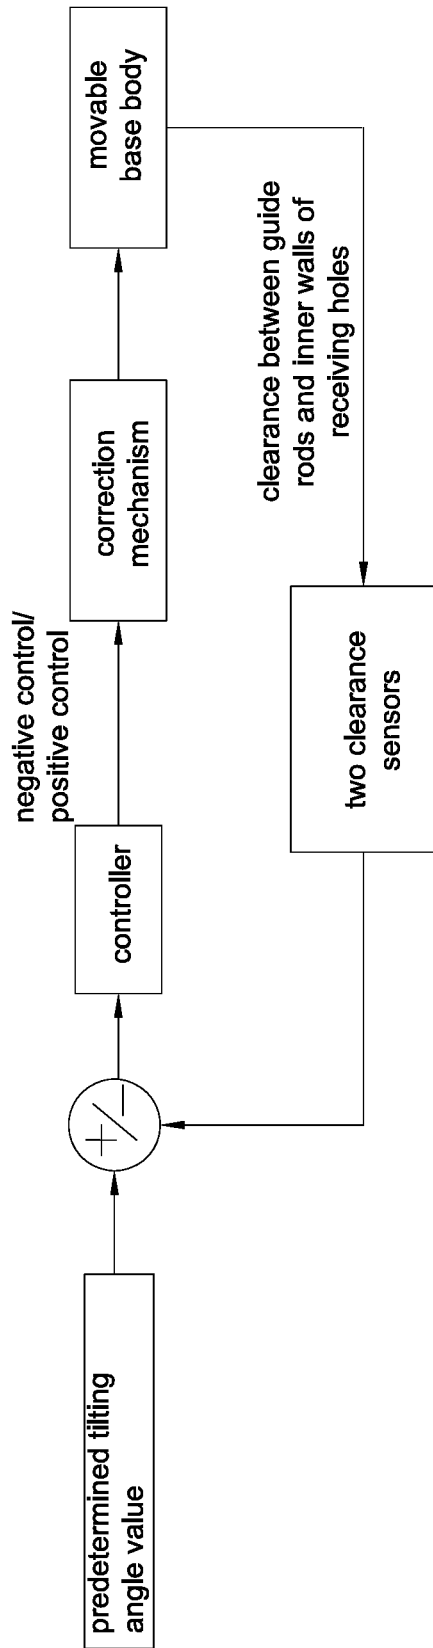 predetermined tilting
angle value
+/−
controller
negative control/
positive control
correction
mechanism
movable
base body
clearance between guide
rods and inner walls of
receiving holes
two clearance
sensors